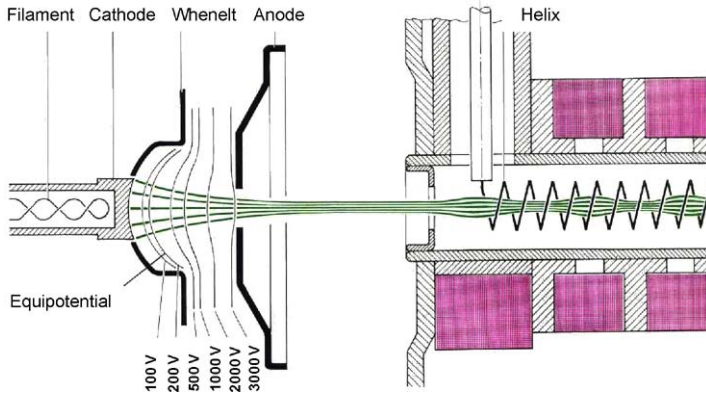 Filament
Cathode
Whenelt
Anode
Helix
Equipotential
100 V
200 V
500 V
1000 V
2000 V
3000 V